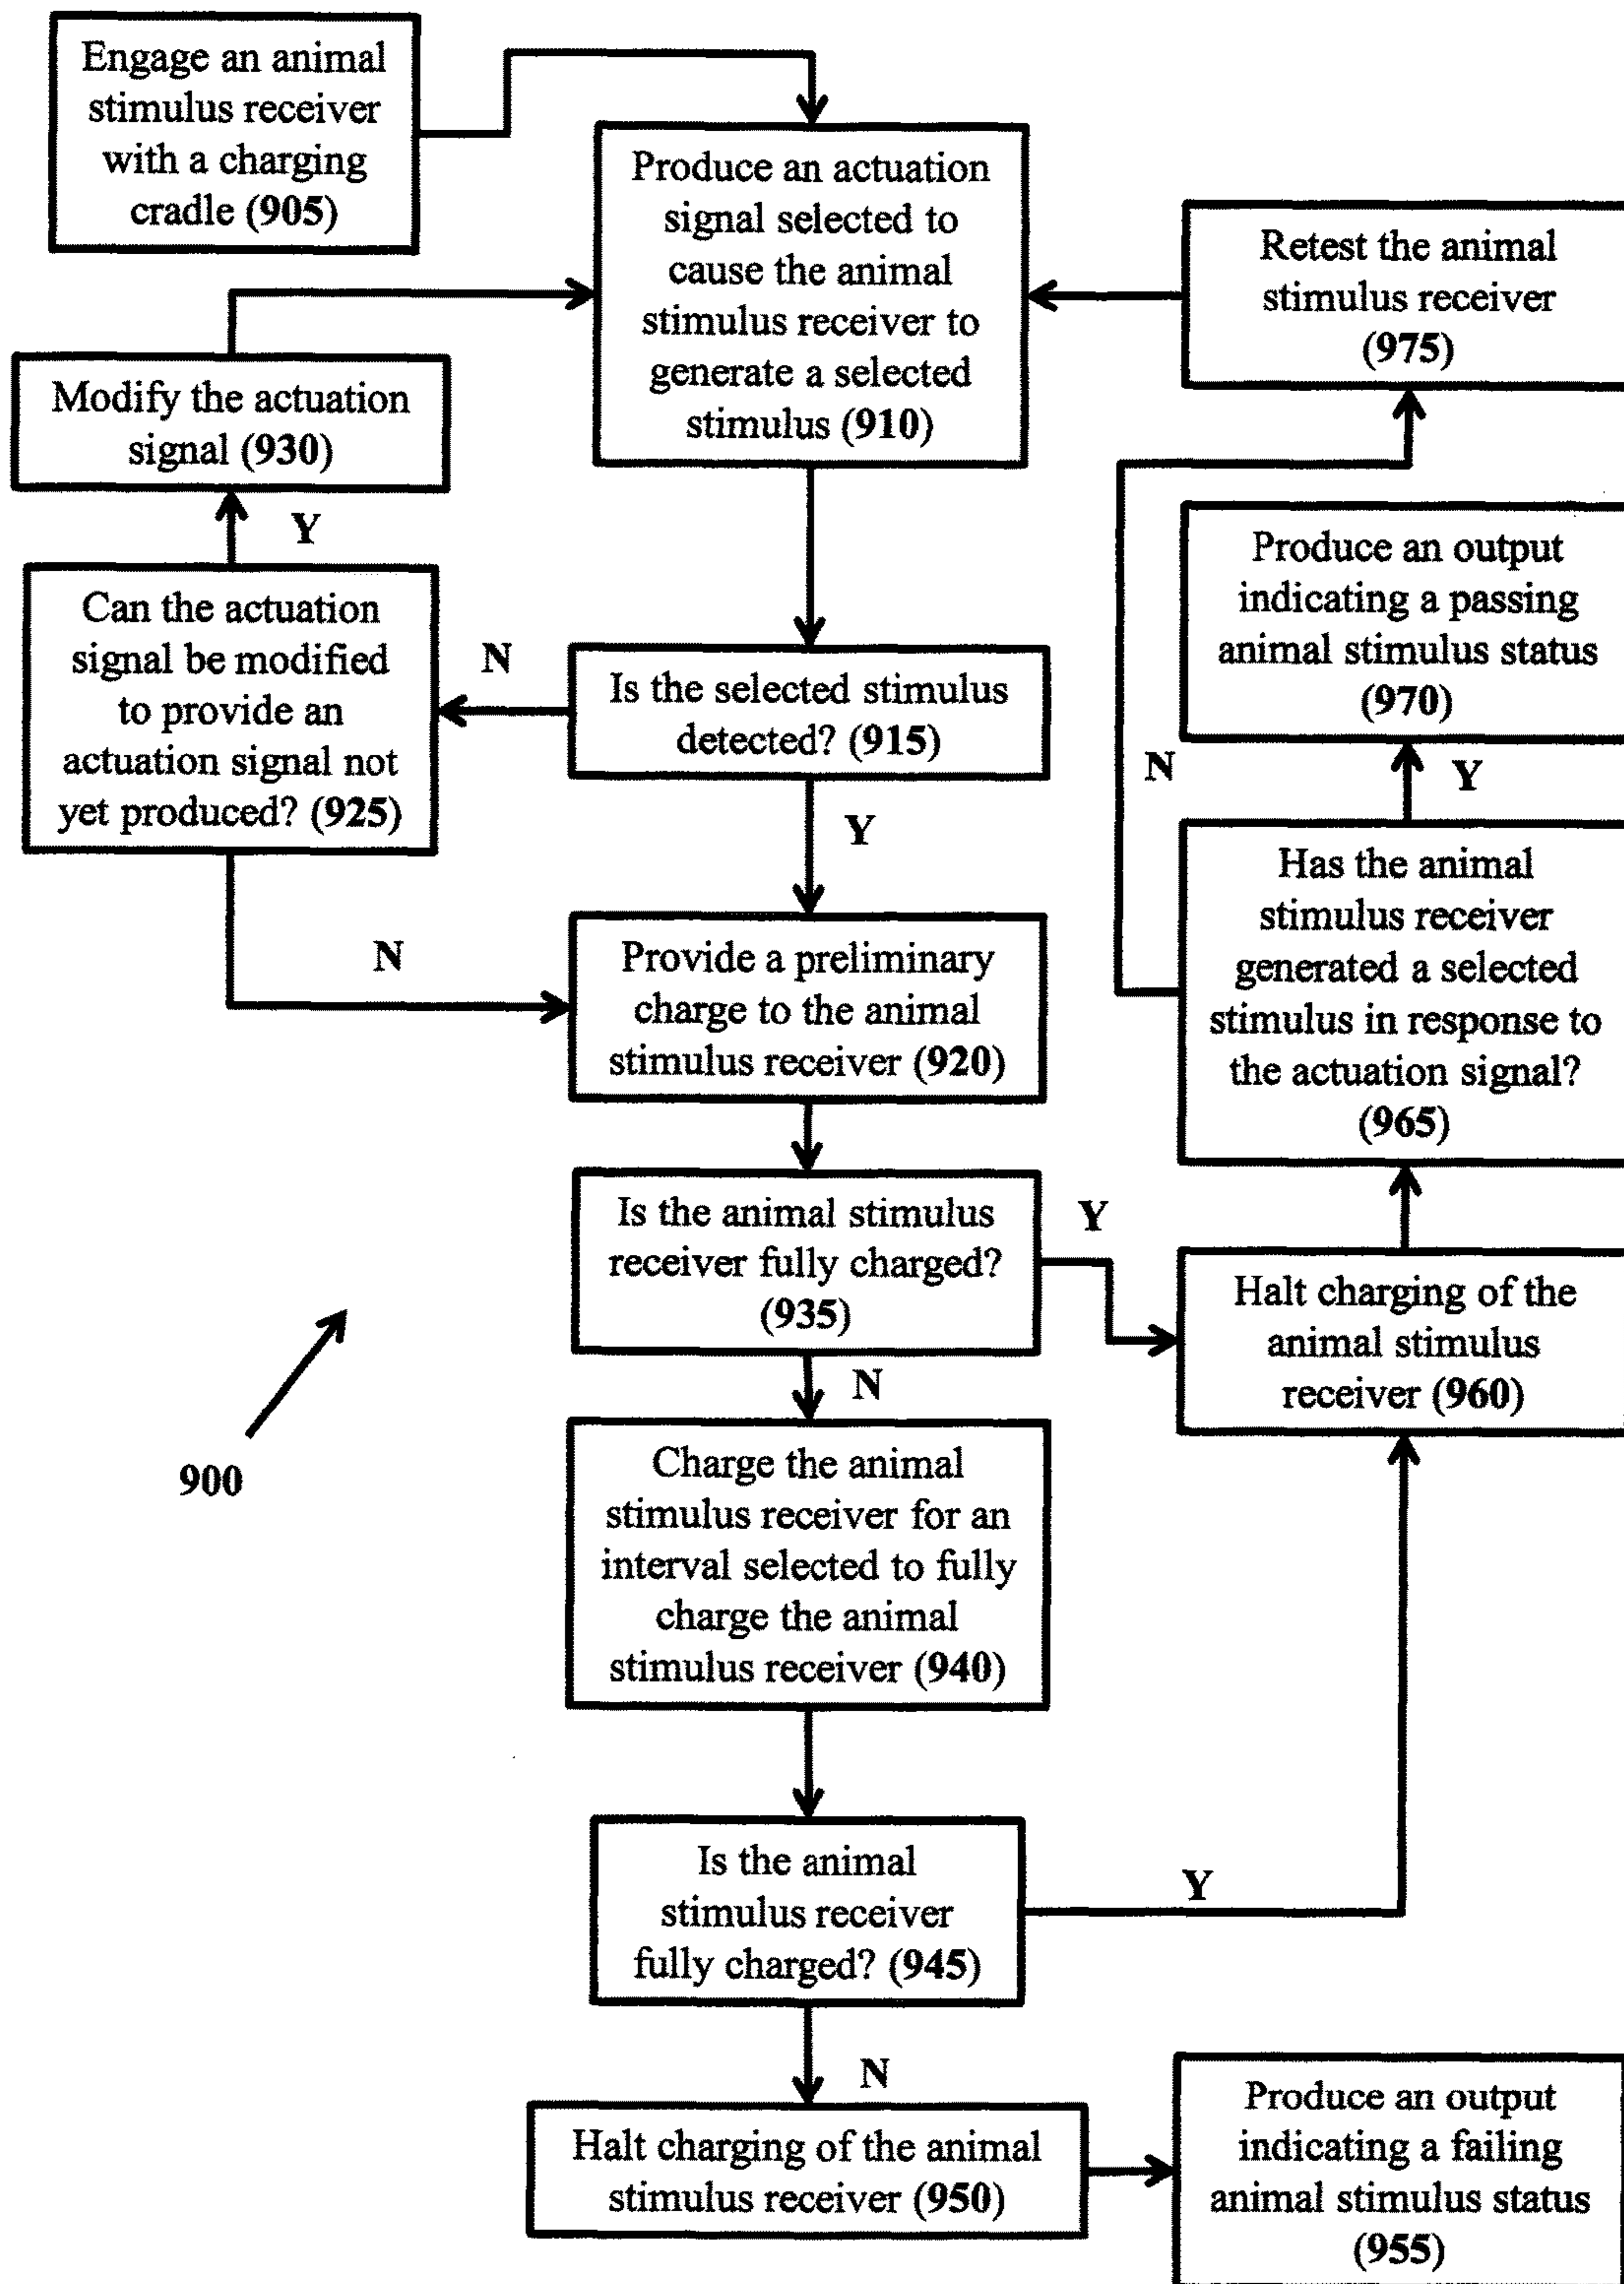 Engage an animal
stimulus receiver
with a charging
cradle (905)
Produce an actuation
signal selected to
cause the animal
stimulus receiver to
generate a selected
stimulus (910)
Retest the animal
stimulus receiver
(975)
Modify the actuation
signal (930)
Y
Can the actuation
signal be modified
to provide an
actuation signal not
yet produced? (925)
N
Is the selected stimulus
detected? (915)
Produce an output
indicating a passing
animal stimulus status
(970)
N
Y
Y
Has the animal
stimulus receiver
generated a selected
stimulus in response to
the actuation signal?
(965)
N
Provide a preliminary
charge to the animal
stimulus receiver (920)
Is the animal stimulus
receiver fully charged?
(935)
Y
Halt charging of the
animal stimulus
receiver (960)
N
900
Charge the animal
stimulus receiver for an
interval selected to fully
charge the animal
stimulus receiver (940)
Is the animal
stimulus receiver
fully charged? (945)
Y
N
Halt charging of the animal
stimulus receiver (950)
Produce an output
indicating a failing
animal stimulus status
(955)